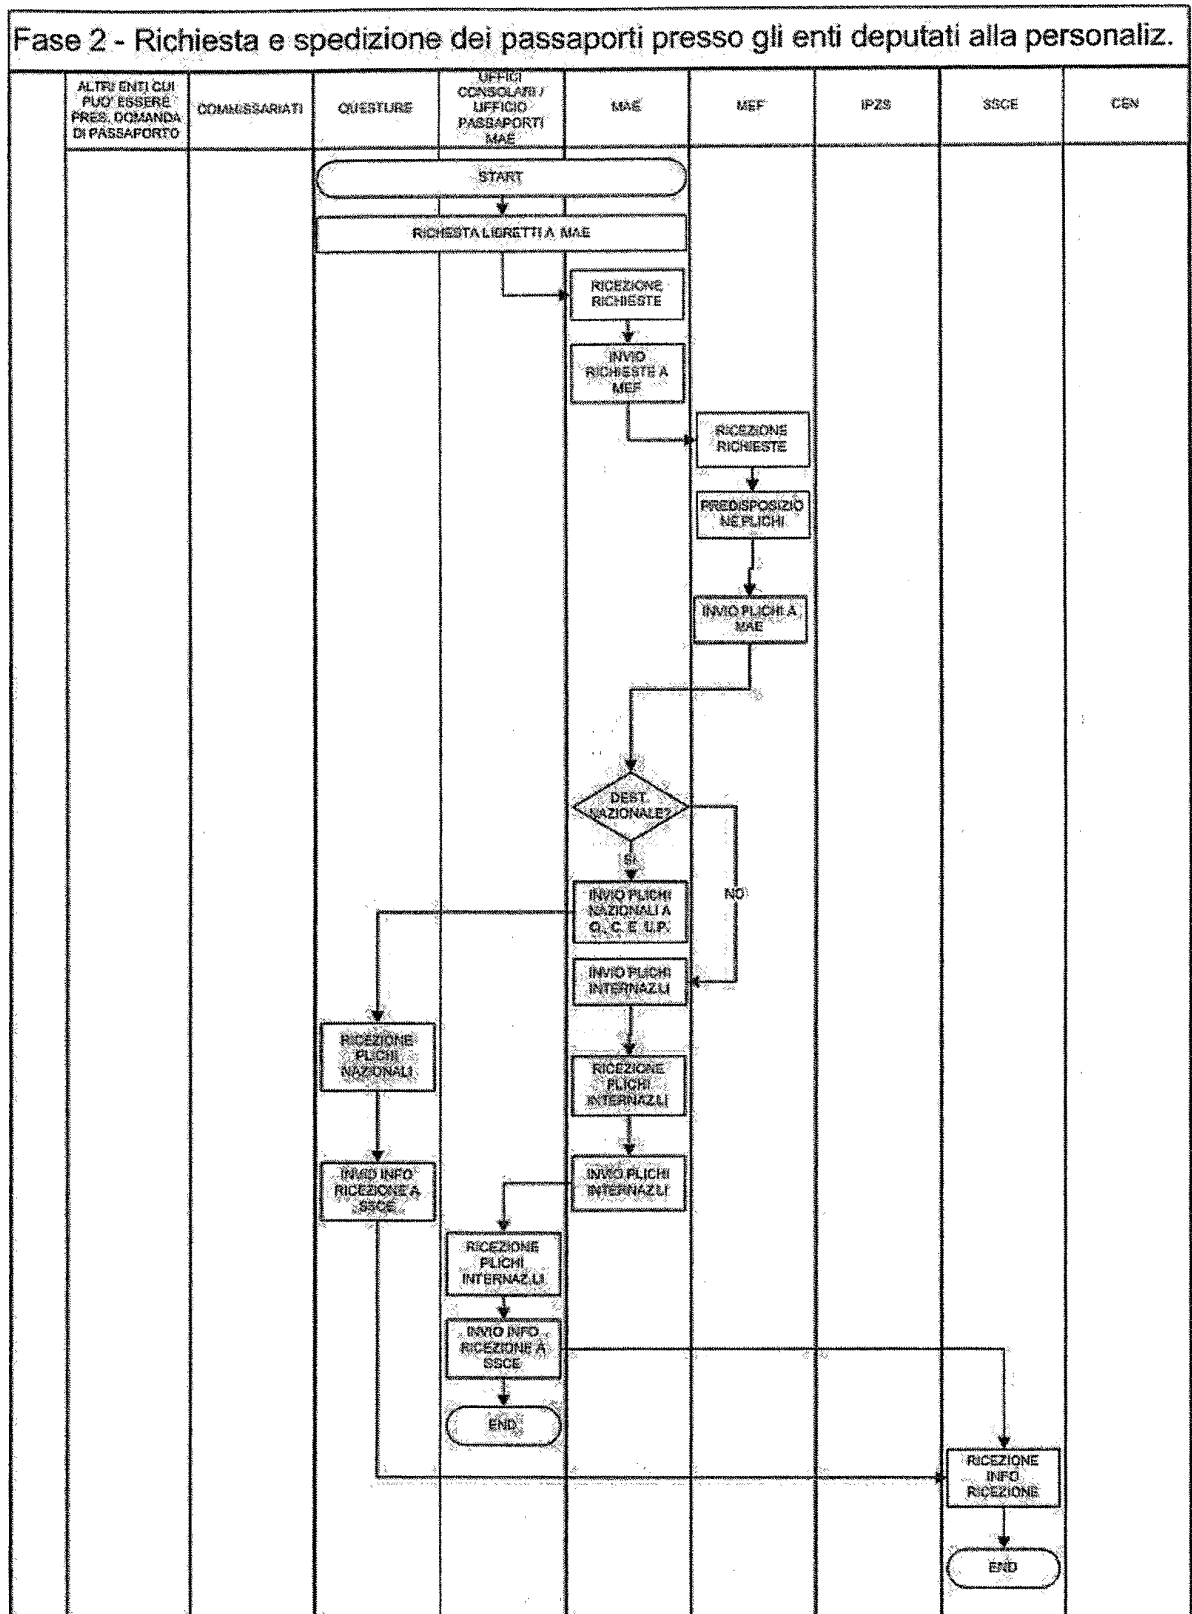 Fase 2 - Richiesta e spedizione dei passaporti presso gli enti deputati alla personaliz.
ALTRI ENTI CUI
PUO' ESSERE
PRES. DOMANDA
DI PASSAPORTO
COMMISSARIATI
QUESTURE
UFFICI
CONSOLARI /
UFFICIO
PASSAPORTI
MAE
MAE
MEF
IPZS
SSCE
CEN
START
RICHIESTA LIBRETTI A MAE
RICEZIONE
RICHIESTE
INVIO
RICHIESTE A
MEF
RICEZIONE
RICHIESTE
PREDISPOSIZIO
NE PLICHI
INVIO PLICHI A
MAE
DEST.
NAZIONALE?
SI
NO
INVIO PLICHI
NAZIONALI A
Q., C. E U.P.
INVIO PLICHI
INTERNAZ.LI
RICEZIONE
PLICHI
NAZIONALI
RICEZIONE
PLICHI
INTERNAZ.LI
INVIO INFO
RICEZIONE A
SSCE
INVIO PLICHI
INTERNAZ.LI
RICEZIONE
PLICHI
INTERNAZ.LI
INVIO INFO
RICEZIONE A
SSCE
END
RICEZIONE
INFO
RICEZIONE
END